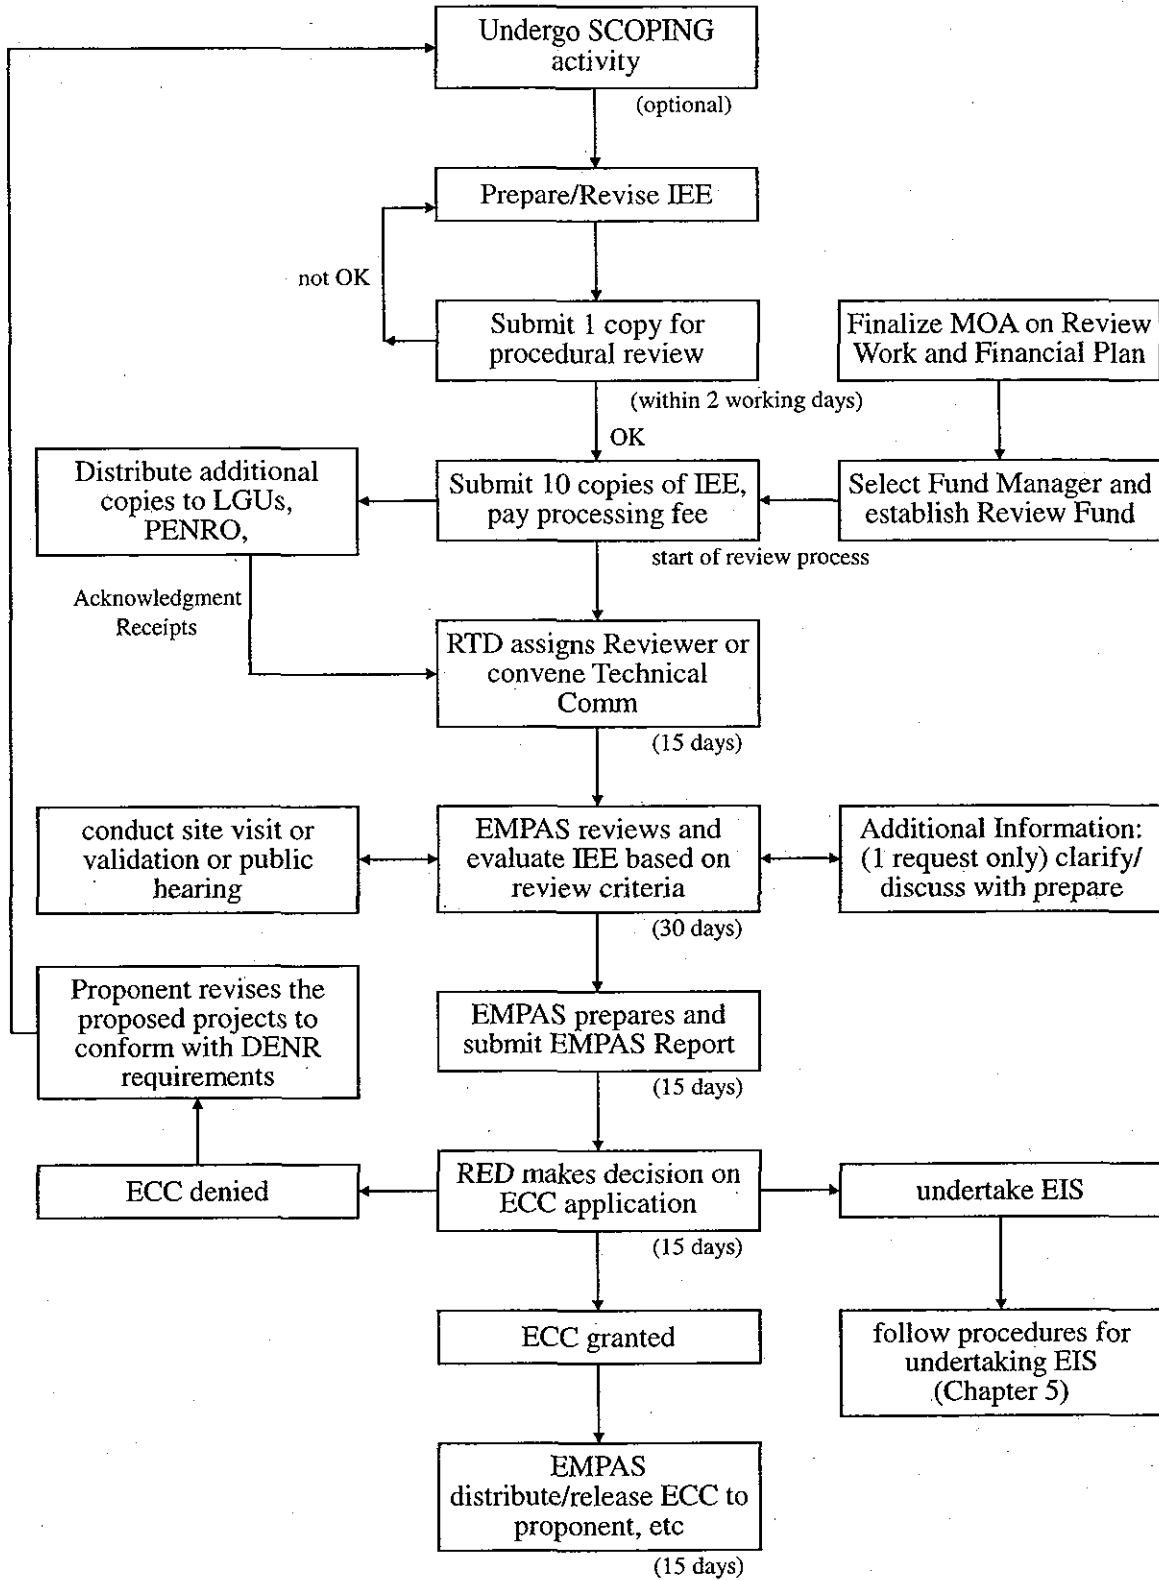 Undergo SCOPING
activity
(optional)
Prepare/Revise IEE
not OK
Submit 1 copy for
procedural review
(within 2 working days)
Finalize MOA on Review
Work and Financial Plan
OK
Distribute additional
copies to LGUs,
PENRO,
Submit 10 copies of IEE,
pay processing fee
Select Fund Manager and
establish Review Fund
start of review process
Acknowledgment
Receipts
RTD assigns Reviewer or
convene Technical
Comm
(15 days)
conduct site visit or
validation or public
hearing
EMPAS reviews and
evaluate IEE based on
review criteria
(30 days)
Additional Information:
(1 request only) clarify/
discuss with prepare
Proponent revises the
proposed projects to
conform with DENR
requirements
EMPAS prepares and
submit EMPAS Report
(15 days)
ECC denied
RED makes decision on
ECC application
(15 days)
undertake EIS
ECC granted
follow procedures for
undertaking EIS
(Chapter 5)
EMPAS
distribute/release ECC to
proponent, etc
(15 days)